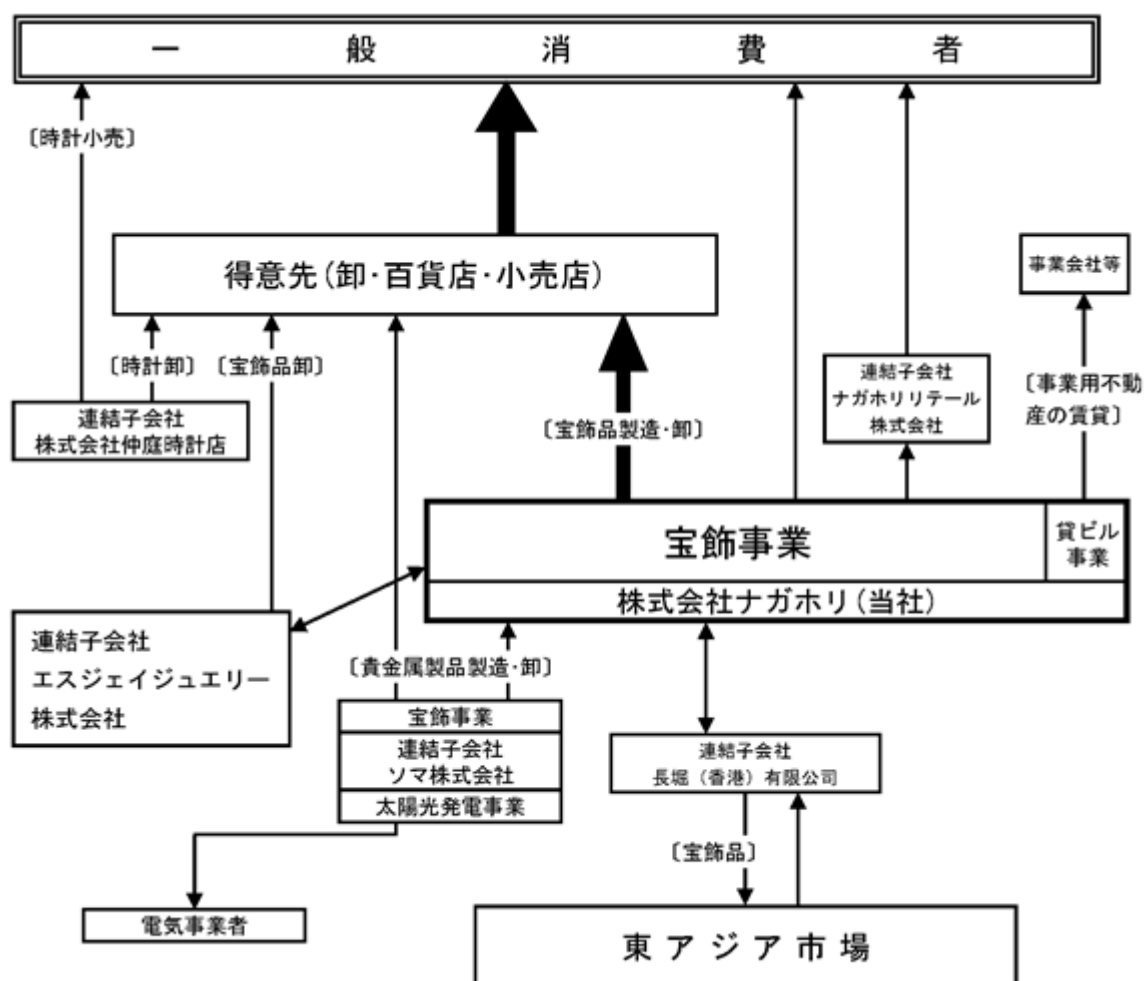 一般消費者
〔時計小売〕
得意先(卸・百貨店・小売店)
事業会社等
〔時計卸〕
〔宝飾品卸〕
〔宝飾品製造・卸〕
連結子会社
ナガホリリテール
株式会社
〔事業用不動
産の賃貸〕
連結子会社
株式会社仲庭時計店
宝飾事業
貸ビル
事業
株式会社ナガホリ(当社)
連結子会社
エスジェイジュエリー
株式会社
〔貴金属製品製造・卸〕
宝飾事業
連結子会社
ソマ株式会社
太陽光発電事業
連結子会社
長堀(香港)有限公司
〔宝飾品〕
電気事業者
東アジア市場